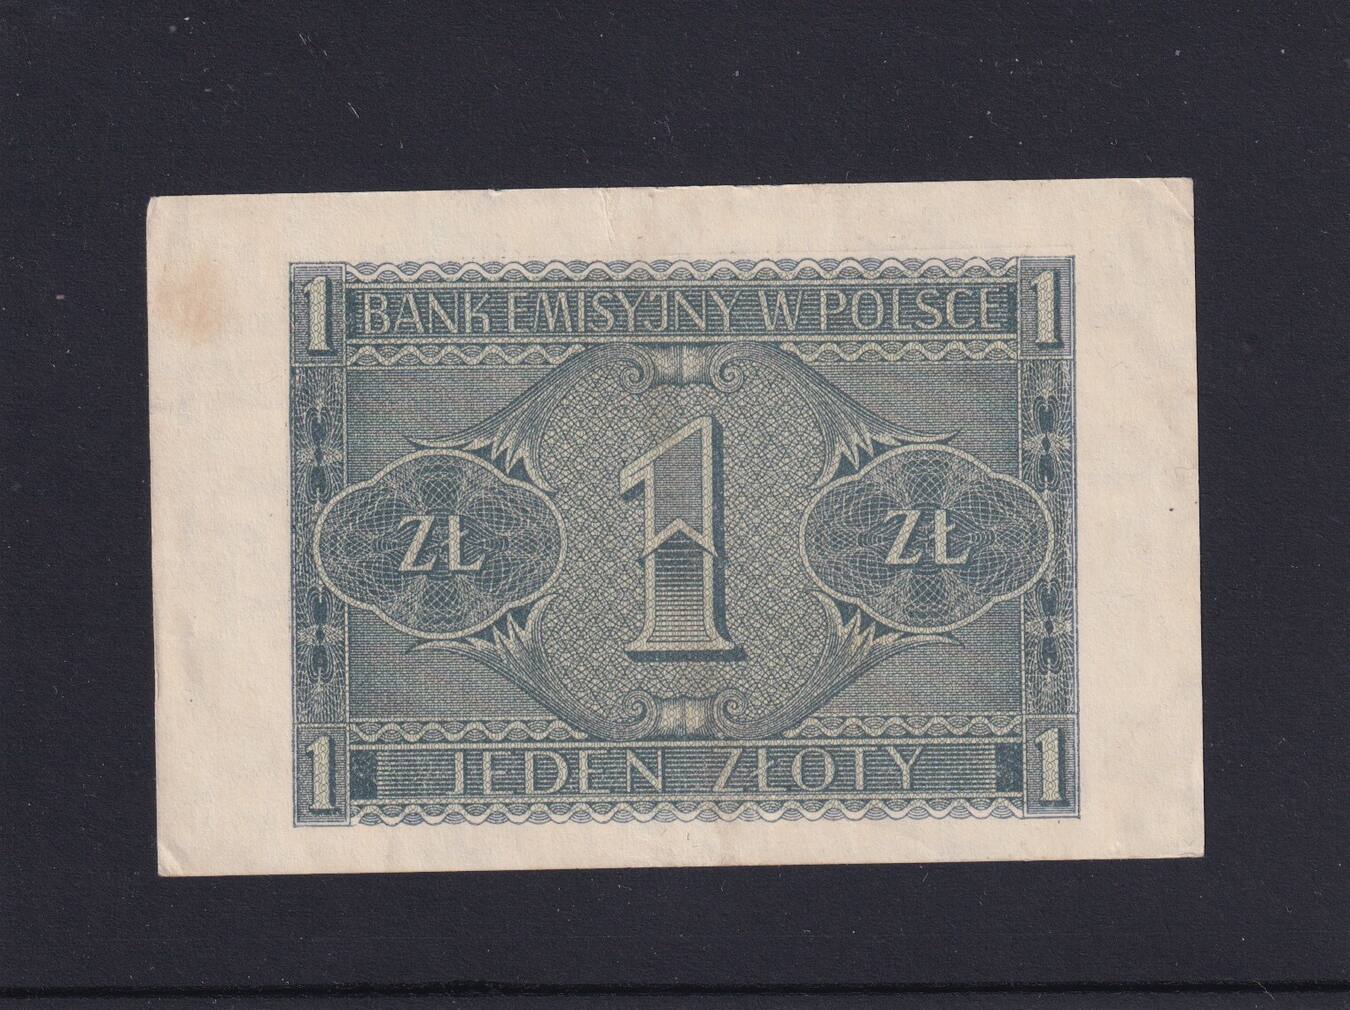 1 BANK EMISYJNY W POLSCE 1
1
ZŁ ZŁ
1 JEDEN ZŁOTY 1